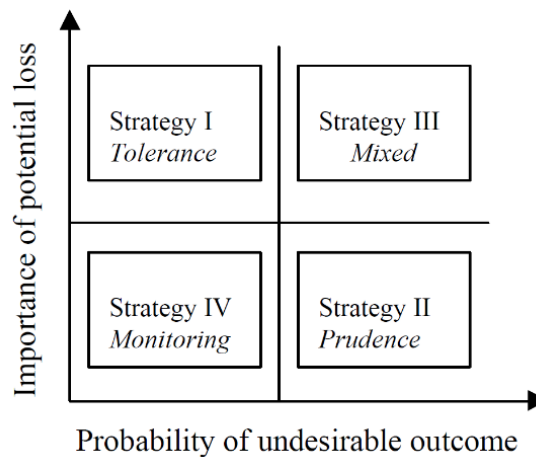 Importance of potential loss
Strategy I
Tolerance
Strategy III
Mixed
Strategy IV
Monitoring
Strategy II
Prudence
Probability of undesirable outcome